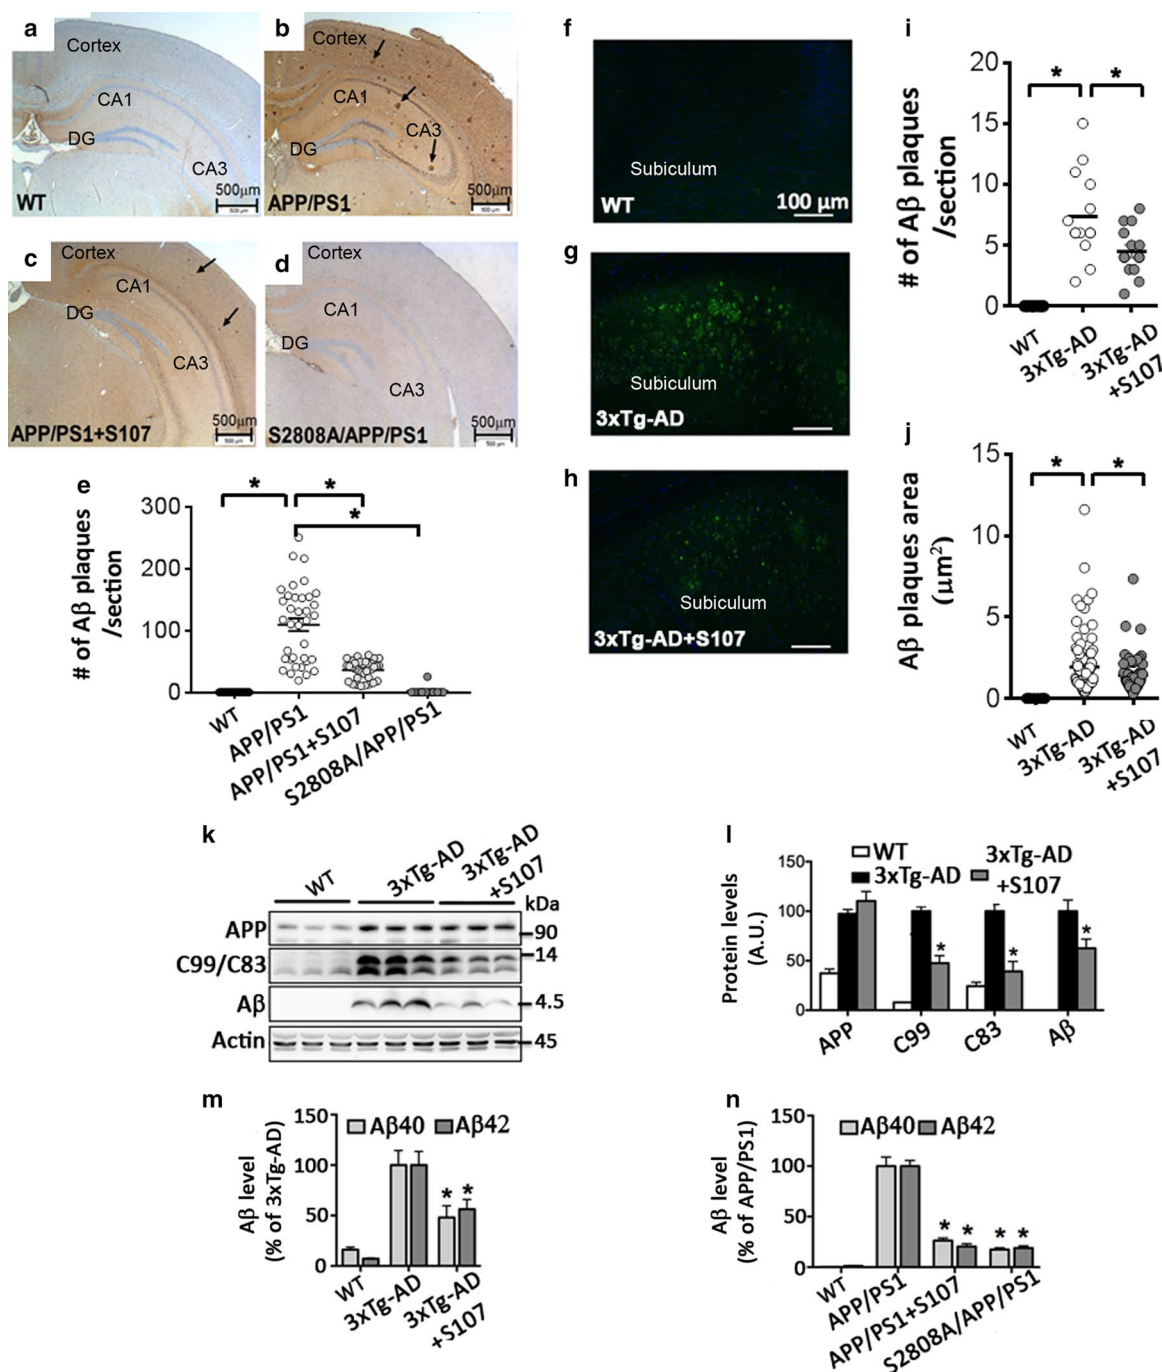 a
Cortex
CA1
DG
CA3
500µm
500 µm
WT
b
Cortex
CA1
CA3
DG
500µm
500 µm
APP/PS1
c
Cortex
CA1
DG
CA3
500µm
500 µm
APP/PS1+S107
d
CA1
DG
CA3
500µm
500 µm
S2808A/APP/PS1
e
# of Aβ plaques
/section
300
200
100
0
*
*
*
WT
APP/PS1
APP/PS1+S107
S2808A/APP/PS1
f
Subiculum
WT
100 µm
g
Subiculum
3xTg-AD
h
Subiculum
3xTg-AD+S107
i
# of Aβ plaques
/section
20
15
10
5
0
*
*
WT
3xTg-AD
3xTg-AD
+S107
j
Aβ plaques area
(µm²)
15
10
5
0
*
*
WT
3xTg-AD
3xTg-AD
+S107
k
WT
3xTg-AD
3xTg-AD
+S107
kDa
APP
90
C99/C83
14
Aβ
4.5
Actin
45
l
WT
3xTg-AD
3xTg-AD
+S107
Protein levels
(A.U.)
150
100
50
0
*
*
*
APP
C99
C83
Aβ
m
Aβ level
(% of 3xTg-AD)
150
100
50
0
Aβ40
Aβ42
*
*
WT
3xTg-AD
3xTg-AD
+S107
n
Aβ level
(% of APP/PS1)
150
100
50
0
Aβ40
Aβ42
*
*
*
*
WT
APP/PS1
APP/PS1+S107
S2808A/APP/PS1